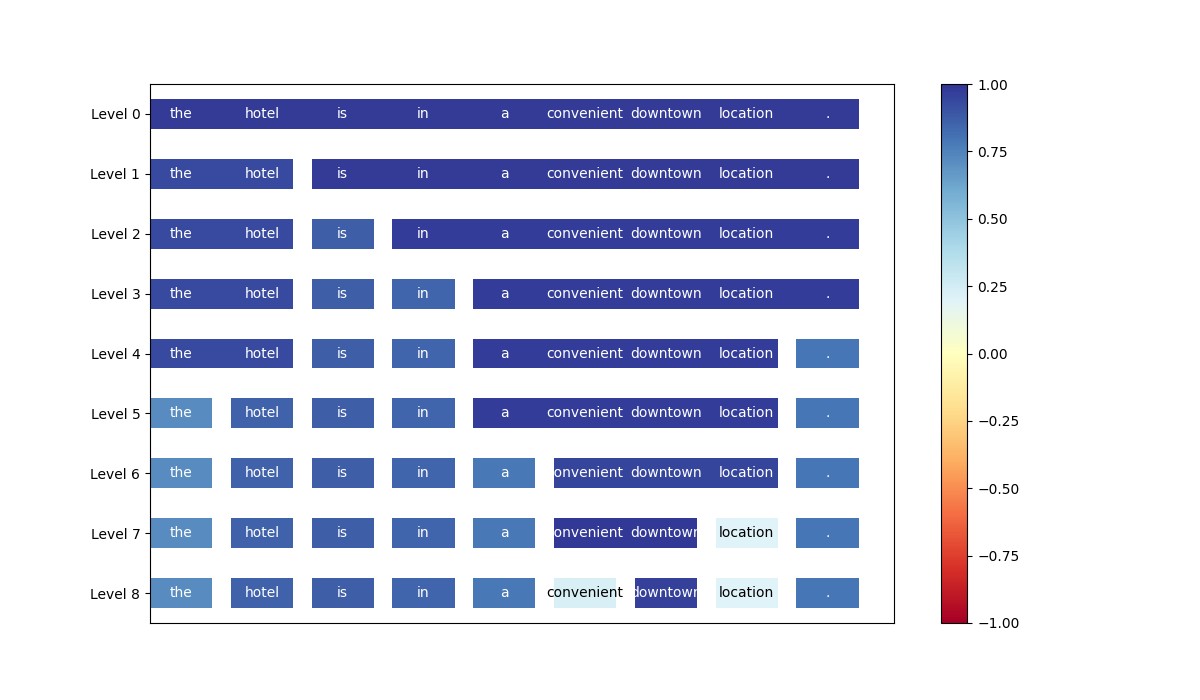 Level 0 the hotel is in a convenient downtown location . 1.00
Level 1 the hotel is in a convenient downtown location . 0.75
Level 2 the hotel is in a convenient downtown location . 0.50
Level 3 the hotel is in a convenient downtown location . 0.25
Level 4 the hotel is in a convenient downtown location . 0.00
Level 5 the hotel is in a convenient downtown location . −0.25
Level 6 the hotel is in a onvenient downtown location . −0.50
Level 7 the hotel is in a onvenient downtown location . −0.75
Level 8 the hotel is in a convenient downtown location . −1.00